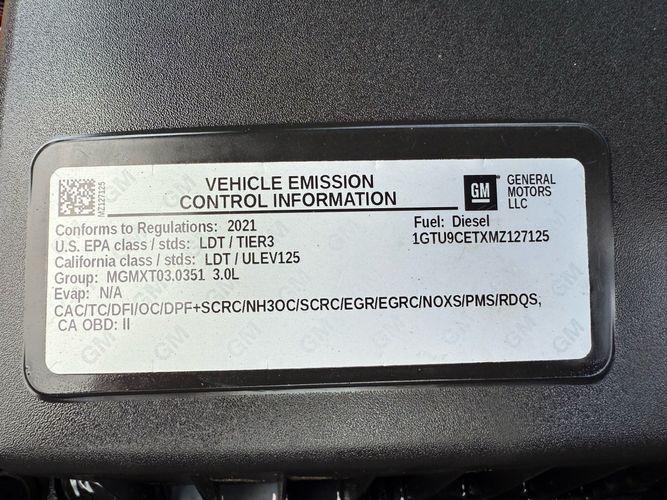 VEHICLE EMISSION
CONTROL INFORMATION
MZ127125
GM
GENERAL
MOTORS
LLC
Conforms to Regulations: 2021
Fuel: Diesel
U.S. EPA class / stds: LDT / TIER3
1GTU9CETXMZ127125
California class / stds: LDT / ULEV125
Group: MGMXT03.0351 3.0L
Evap: N/A
CAC/TC/DFI/OC/DPF+SCRC/NH3OC/SCRC/EGR/EGRC/NOXS/PMS/RDQS,
CA OBD: II